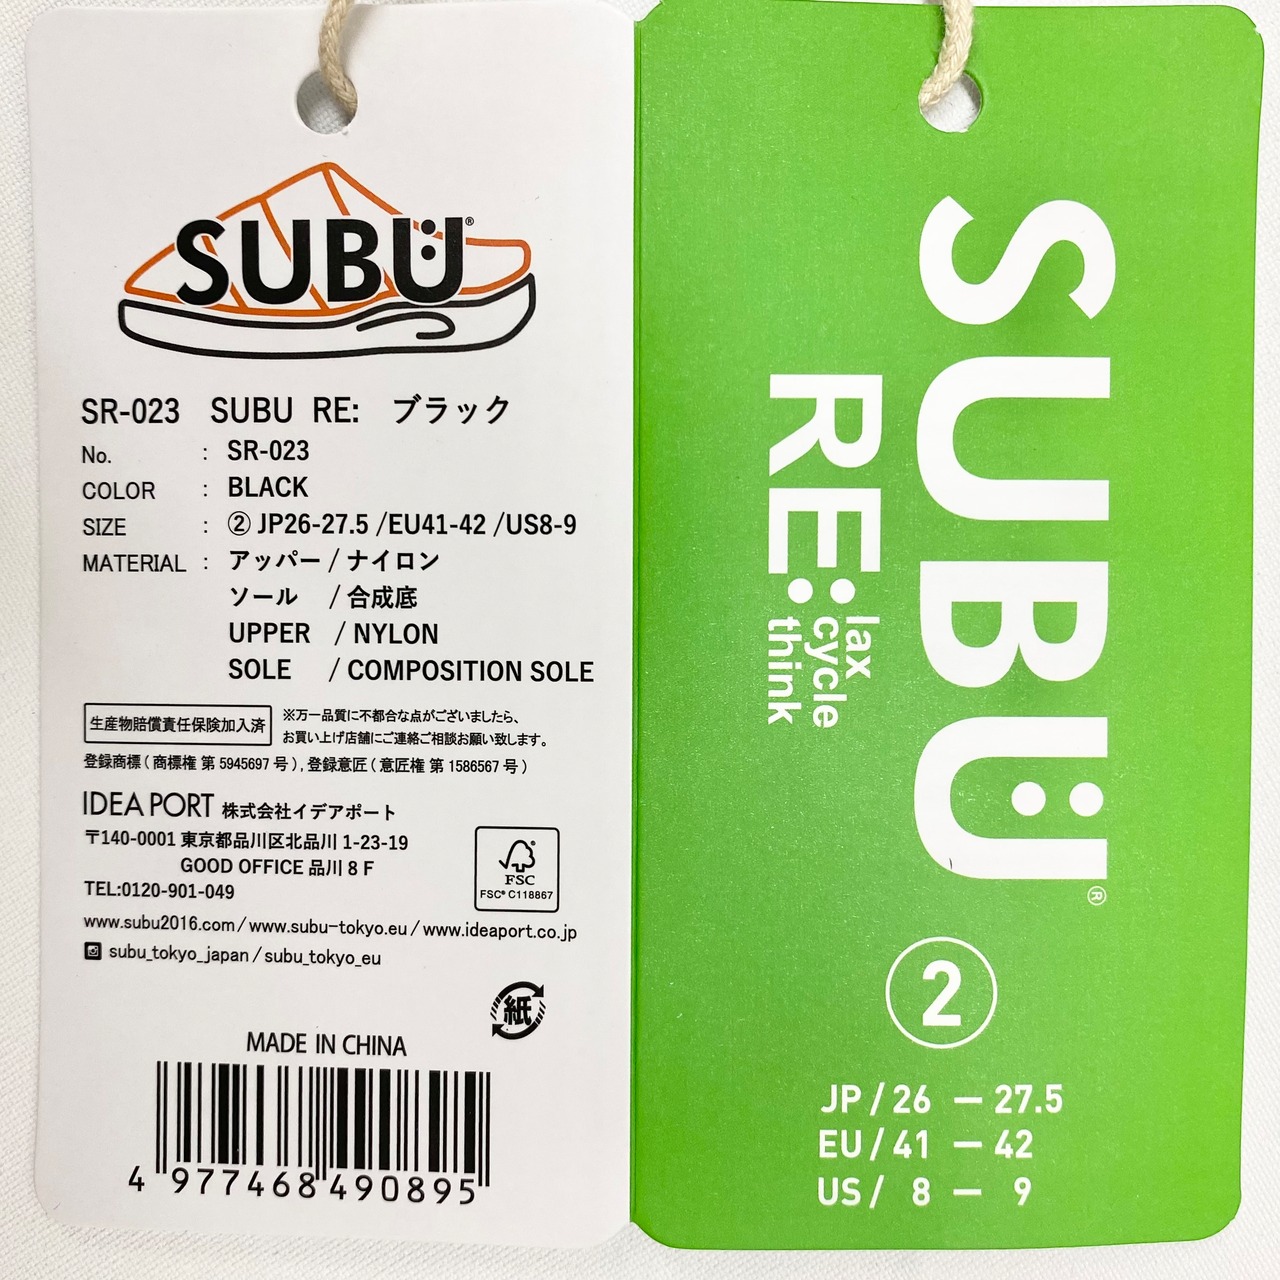 SUBU®
SR-023 SUBU RE: ブラック
No. : SR-023
COLOR : BLACK
SIZE : ② JP26-27.5 /EU41-42 /US8-9
MATERIAL : アッパー / ナイロン
ソール / 合成底
UPPER / NYLON
SOLE / COMPOSITION SOLE
生産物賠償責任保険加入済
※万一品質に不都合な点がございましたら、
お買い上げ店舗にご連絡ご相談お願い致します。
登録商標 ( 商標権 第 5945697 号 ) , 登録意匠 ( 意匠権 第 1586567 号 )
IDEA PORT 株式会社イデアポート
〒140-0001 東京都品川区北品川 1-23-19
GOOD OFFICE 品川 8 F
TEL:0120-901-049
FSC
FSC® C118867
www.subu2016.com / www.subu-tokyo.eu / www.ideaport.co.jp
subu_tokyo_japan / subu_tokyo_eu
紙
MADE IN CHINA
4 977468 490895
SUBU®
RE:
lax
cycle
think
2
JP / 26 — 27.5
EU / 41 — 42
US / 8 — 9